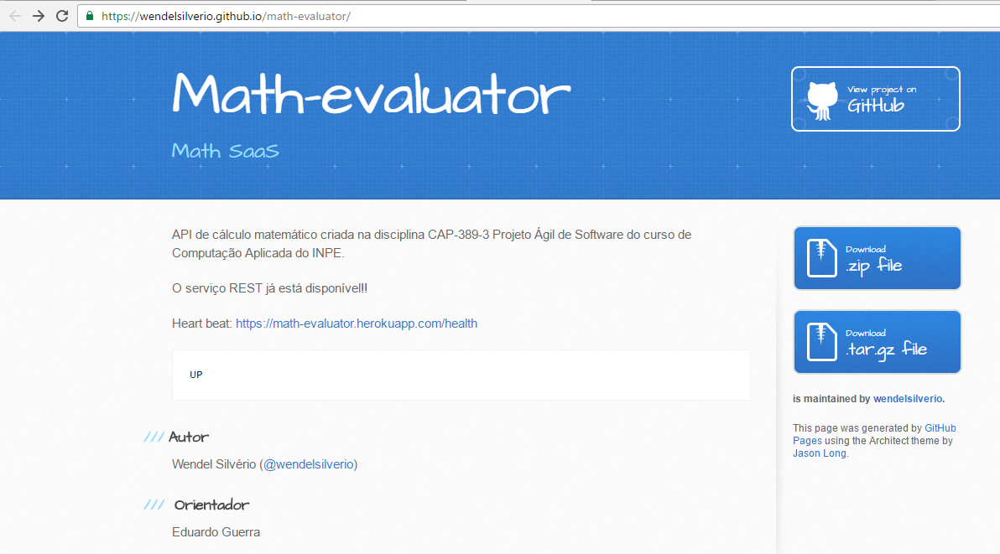 https://wendelsilverio.github.io/math-evaluator/
Math-evaluator
Math SaaS
View project on
GitHub
API de cálculo matemático criada na disciplina CAP-389-3 Projeto Ágil de Software do curso de
Computação Aplicada do INPE.
O serviço REST já está disponível!!
Heart beat: https://math-evaluator.herokuapp.com/health
UP
/// Autor
Wendel Silvério (@wendelsilverio)
/// Orientador
Eduardo Guerra
Download
.zip file
Download
.tar.gz file
is maintained by wendelsilverio.
This page was generated by GitHub
Pages using the Architect theme by
Jason Long.